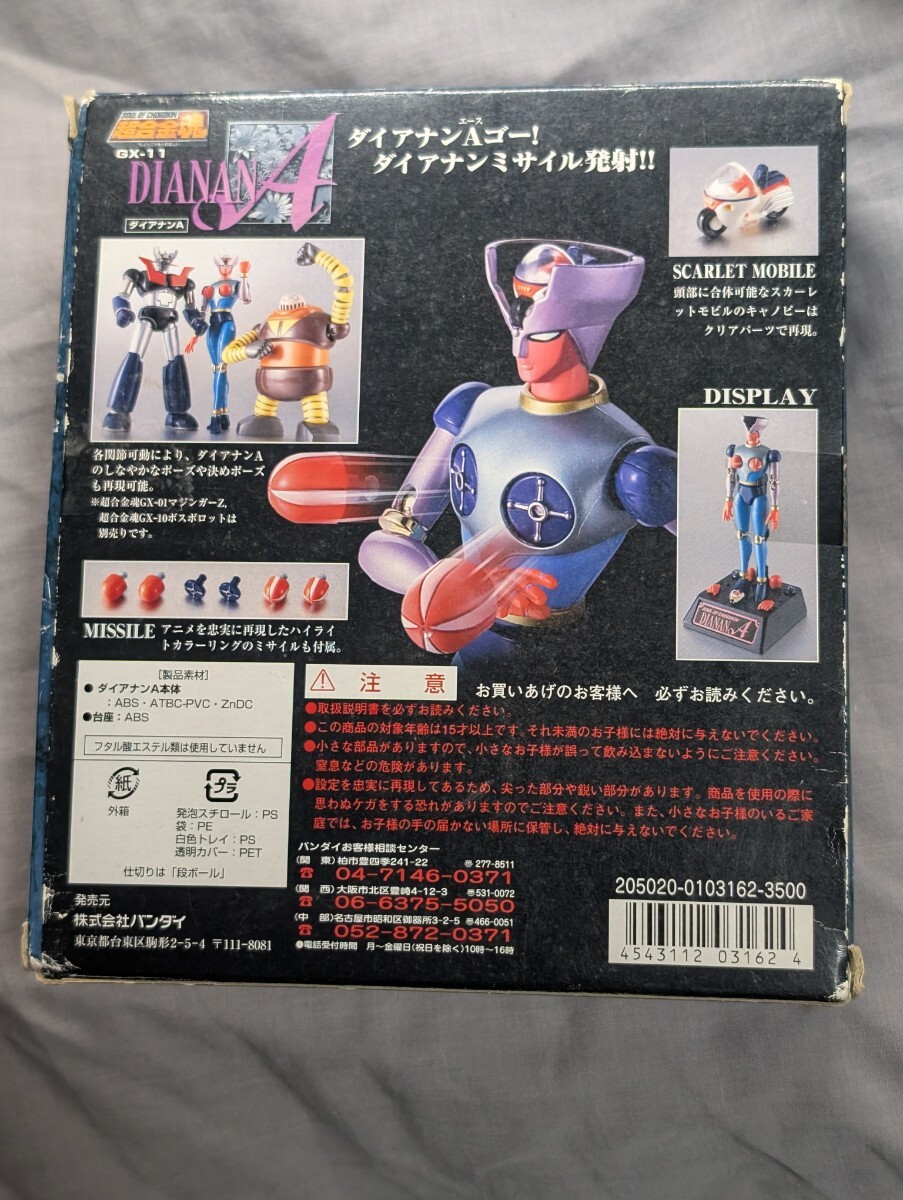 SOUL OF CHOGOKIN
超合金魂
GX-11
DIANAN A
ダイアナンA
エース
ダイアナンAゴー!
ダイアナンミサイル発射!!
SCARLET MOBILE
頭部に合体可能なスカーレ
ットモビルのキャノピーは
クリアパーツで再現。
DISPLAY
SOUL OF CHOGOKIN
DIANAN A
各関節可動により、ダイアナンA
のしなやかなポーズや決めポーズ
も再現可能。
※超合金魂GX-01マジンガーZ,
超合金魂GX-10ボスボロットは
別売りです。
MISSILE アニメを忠実に再現したハイライ
トカラーリングのミサイルも付属。
[製品素材]
●ダイアナンA本体
:ABS・ATBC-PVC・ZnDC
●台座:ABS
フタル酸エステル類は使用していません
紙
外箱
プラ
発泡スチロール:PS
袋:PE
白色トレイ:PS
透明カバー:PET
仕切りは「段ボール」
発売元
株式会社バンダイ
東京都台東区駒形2-5-4 〒111-8081
注意 お買いあげのお客様へ 必ずお読みください。
●取扱説明書を必ずお読みください。
●この商品の対象年齢は15才以上です。それ未満のお子様には絶対に与えないでください。
●小さな部品がありますので、小さなお子様が誤って飲み込まないようにご注意ください。
窒息などの危険があります。
●設定を忠実に再現してあるため、尖った部分や鋭い部分があります。商品を使用の際に
思わぬケガをする恐れがありますのでご注意ください。また、小さなお子様のいるご家
庭では、お子様の手の届かない場所に保管し、絶対に与えないでください。
バンダイお客様相談センター
(関東)柏市豊四季241-22 〒277-8511
☎ 04-7146-0371
(関西)大阪市北区豊崎4-12-3 〒531-0072
☎ 06-6375-5050
(中部)名古屋市昭和区御器所3-2-5 〒466-0051
☎ 052-872-0371
●電話受付時間 月〜金曜日(祝日を除く)10時〜16時
205020-0103162-3500
4543112 03162 4